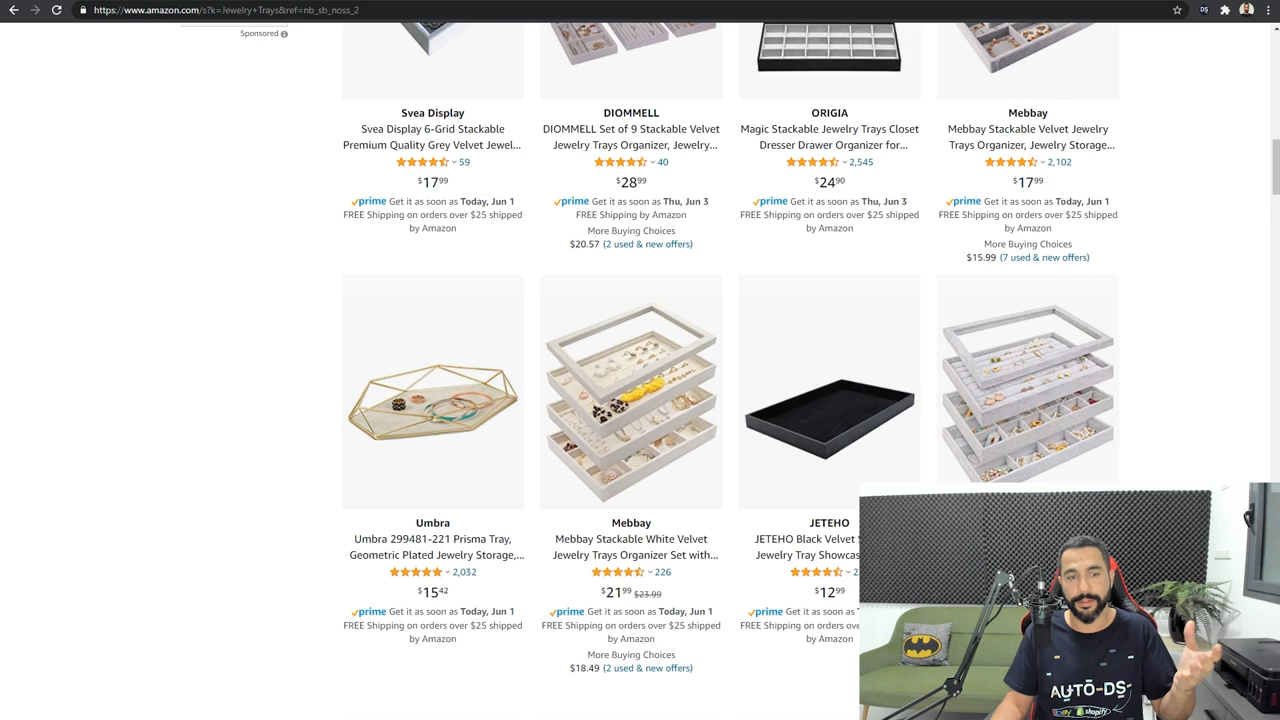 https://www.amazon.com/s?k=Jewelry+Trays&ref=nb_sb_noss_2
DS
Sponsored
Svea Display
Svea Display 6-Grid Stackable
Premium Quality Grey Velvet Jewel...
59
$17.99
prime Get it as soon as Today, Jun 1
FREE Shipping on orders over $25 shipped
by Amazon
DIOMMELL
DIOMMELL Set of 9 Stackable Velvet
Jewelry Trays Organizer, Jewelry...
40
$28.99
prime Get it as soon as Thu, Jun 3
FREE Shipping by Amazon
More Buying Choices
$20.57 (2 used & new offers)
ORIGIA
Magic Stackable Jewelry Trays Closet
Dresser Drawer Organizer for...
2,545
$24.90
prime Get it as soon as Thu, Jun 3
FREE Shipping on orders over $25 shipped
by Amazon
Mebbay
Mebbay Stackable Velvet Jewelry
Trays Organizer, Jewelry Storage...
2,102
$17.99
prime Get it as soon as Today, Jun 1
FREE Shipping on orders over $25 shipped
by Amazon
More Buying Choices
$15.99 (7 used & new offers)
Umbra
Umbra 299481-221 Prisma Tray,
Geometric Plated Jewelry Storage,...
2,032
$15.42
prime Get it as soon as Today, Jun 1
FREE Shipping on orders over $25 shipped
by Amazon
Mebbay
Mebbay Stackable White Velvet
Jewelry Trays Organizer Set with...
226
$21.99 $23.99
prime Get it as soon as Today, Jun 1
FREE Shipping on orders over $25 shipped
by Amazon
More Buying Choices
$18.49 (2 used & new offers)
JETEHO
JETEHO Black Velvet
Jewelry Tray Showcas
$12.99
prime Get it as soon as
FREE Shipping on orders over
by Amazon
AUTO-DS
ebay shopify